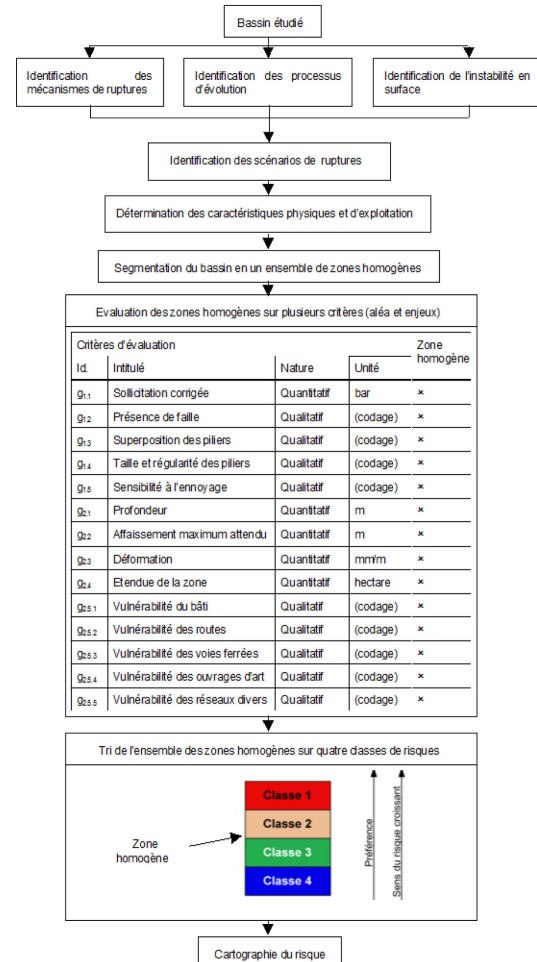 Bassin étudié
Identification des
mécanismes de ruptures
Identification des processus
d'évolution
Identification de l'instabilité en
surface
Identification des scénarios de ruptures
Détermination des caractéristiques physiques et d'exploitation
Segmentation du bassin en un ensemble de zones homogènes
Evaluation des zones homogènes sur plusieurs critères (aléa et enjeux)
Critères d'évaluation Zone
homogène
Id. Intitulé Nature Unité
g1.1 Sollicitation corrigée Quantitatif bar ×
g1.2 Présence de faille Qualitatif (codage) ×
g1.3 Superposition des piliers Qualitatif (codage) ×
g1.4 Taille et régularité des piliers Qualitatif (codage) ×
g1.5 Sensibilité à l'ennoyage Qualitatif (codage) ×
g2.1 Profondeur Quantitatif m ×
g2.2 Affaissement maximum attendu Quantitatif m ×
g2.3 Déformation Quantitatif mm/m ×
g2.4 Etendue de la zone Quantitatif hectare ×
g2.5.1 Vulnérabilité du bâti Qualitatif (codage) ×
g2.5.2 Vulnérabilité des routes Qualitatif (codage) ×
g2.5.3 Vulnérabilité des voies ferrées Qualitatif (codage) ×
g2.5.4 Vulnérabilité des ouvrages d'art Qualitatif (codage) ×
g2.5.5 Vulnérabilité des réseaux divers Qualitatif (codage) ×
Tri de l'ensemble des zones homogènes sur quatre classes de risques
Zone
homogène
Classe 1
Classe 2
Classe 3
Classe 4
Préférence
Sens du risque croissant
Cartographie du risque